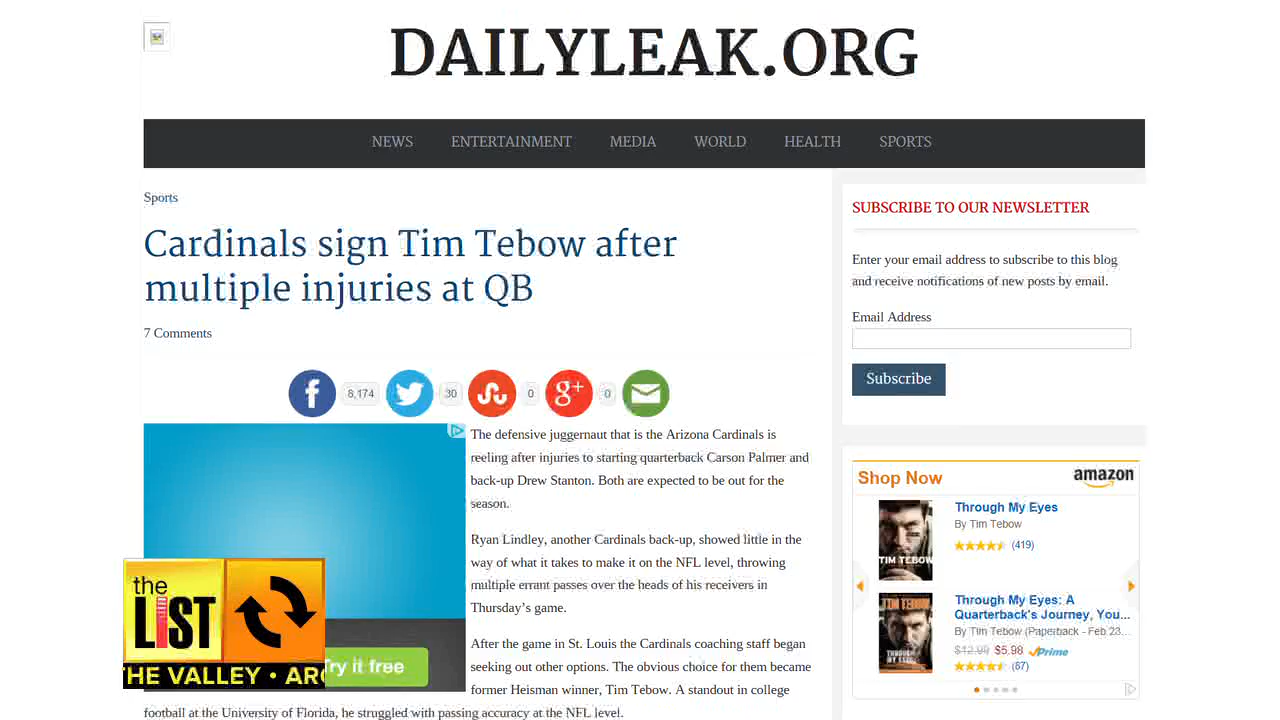 DAILYLEAK.ORG
NEWS ENTERTAINMENT MEDIA WORLD HEALTH SPORTS
Sports
Cardinals sign Tim Tebow after
multiple injuries at QB
7 Comments
8,174 30 0 0
The defensive juggernaut that is the Arizona Cardinals is
reeling after injuries to starting quarterback Carson Palmer and
back-up Drew Stanton. Both are expected to be out for the
season.
Ryan Lindley, another Cardinals back-up, showed little in the
way of what it takes to make it on the NFL level, throwing
multiple errant passes over the heads of his receivers in
Thursday's game.
After the game in St. Louis the Cardinals coaching staff began
seeking out other options. The obvious choice for them became
former Heisman winner, Tim Tebow. A standout in college
football at the University of Florida, he struggled with passing accuracy at the NFL level.
Try it free
the
LIST
THE VALLEY • ARC
SUBSCRIBE TO OUR NEWSLETTER
Enter your email address to subscribe to this blog
and receive notifications of new posts by email.
Email Address
Subscribe
Shop Now amazon
Through My Eyes
By Tim Tebow
(419)
TIM TEBOW
Through My Eyes: A
Quarterback's Journey, You...
By Tim Tebow (Paperback - Feb 23...
$12.99 $5.98 Prime
(87)
TIM TEBOW
THROUGH
MY EYES